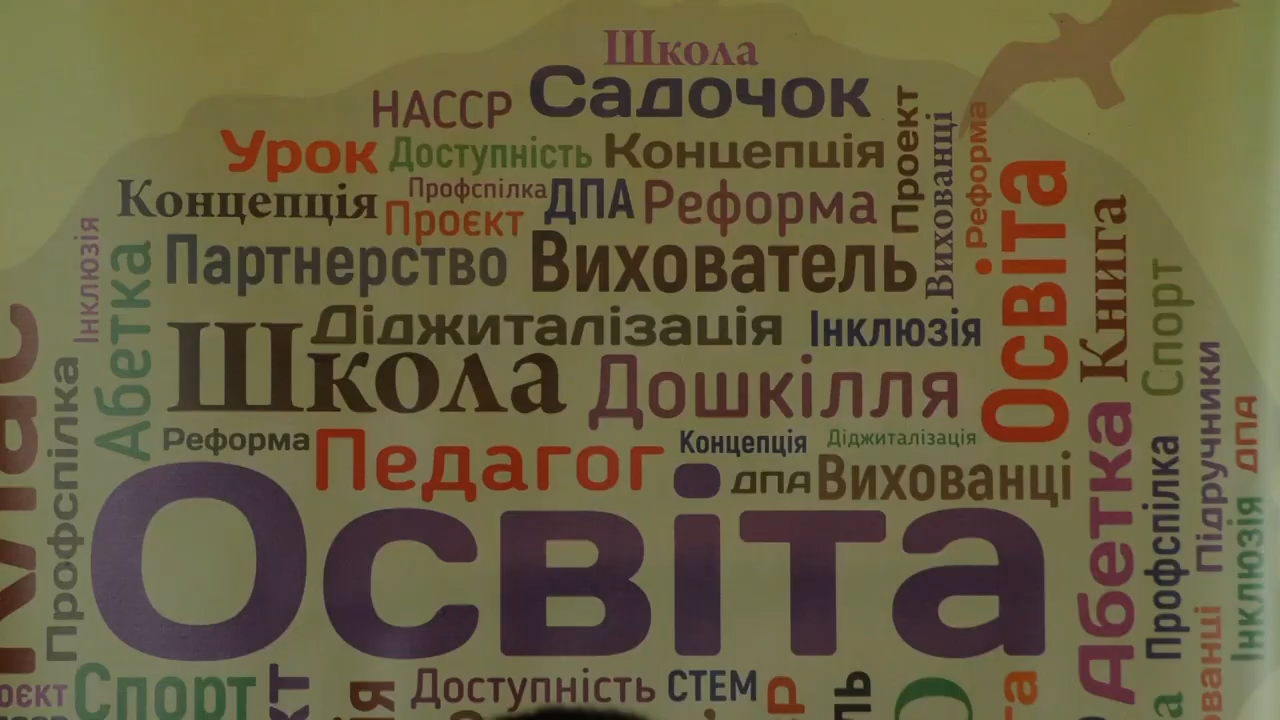 Школа
Садочок
НАССР
Урок
Доступність
Концепція
Концепція
Профспілка
Проєкт
ДПА
Реформа
Партнерство
Вихователь
Діджиталізація
Інклюзія
Школа
Дошкілля
Реформа
Педагог
Концепція
Діджиталізація
ДПА
Вихованці
Освіта
Доступність
СТЕМ
Спорт
Інклюзія
Абетка
Профспілка
Проект
Вихованці
Реформа
Освіта
Книга
Спорт
Абетка
Профспілка
Підручники
ДПА
Інклюзія